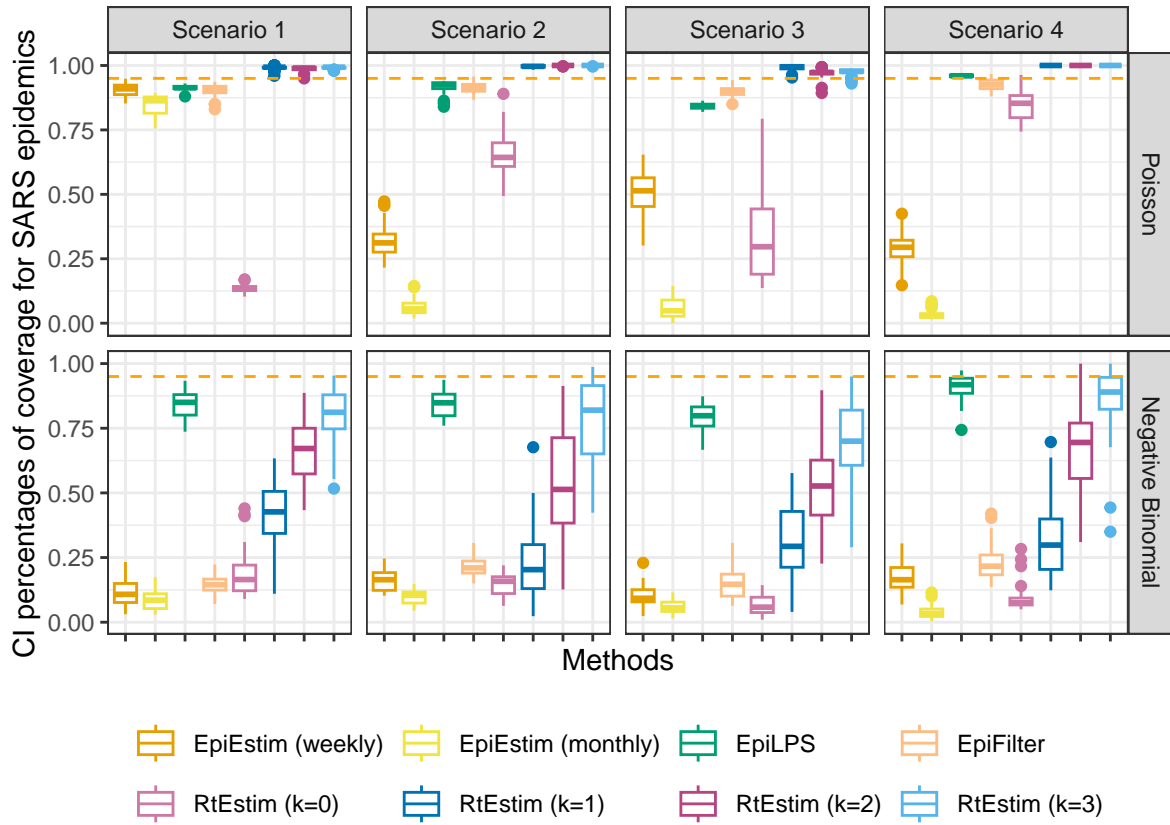 Scenario 1
Scenario 2
Scenario 3
Scenario 4
CI percentages of coverage for SARS epidemics
1.00
0.75
0.50
0.25
0.00
Poisson
1.00
0.75
0.50
0.25
0.00
Negative Binomial
Methods
EpiEstim (weekly)
EpiEstim (monthly)
EpiLPS
EpiFilter
RtEstim (k=0)
RtEstim (k=1)
RtEstim (k=2)
RtEstim (k=3)